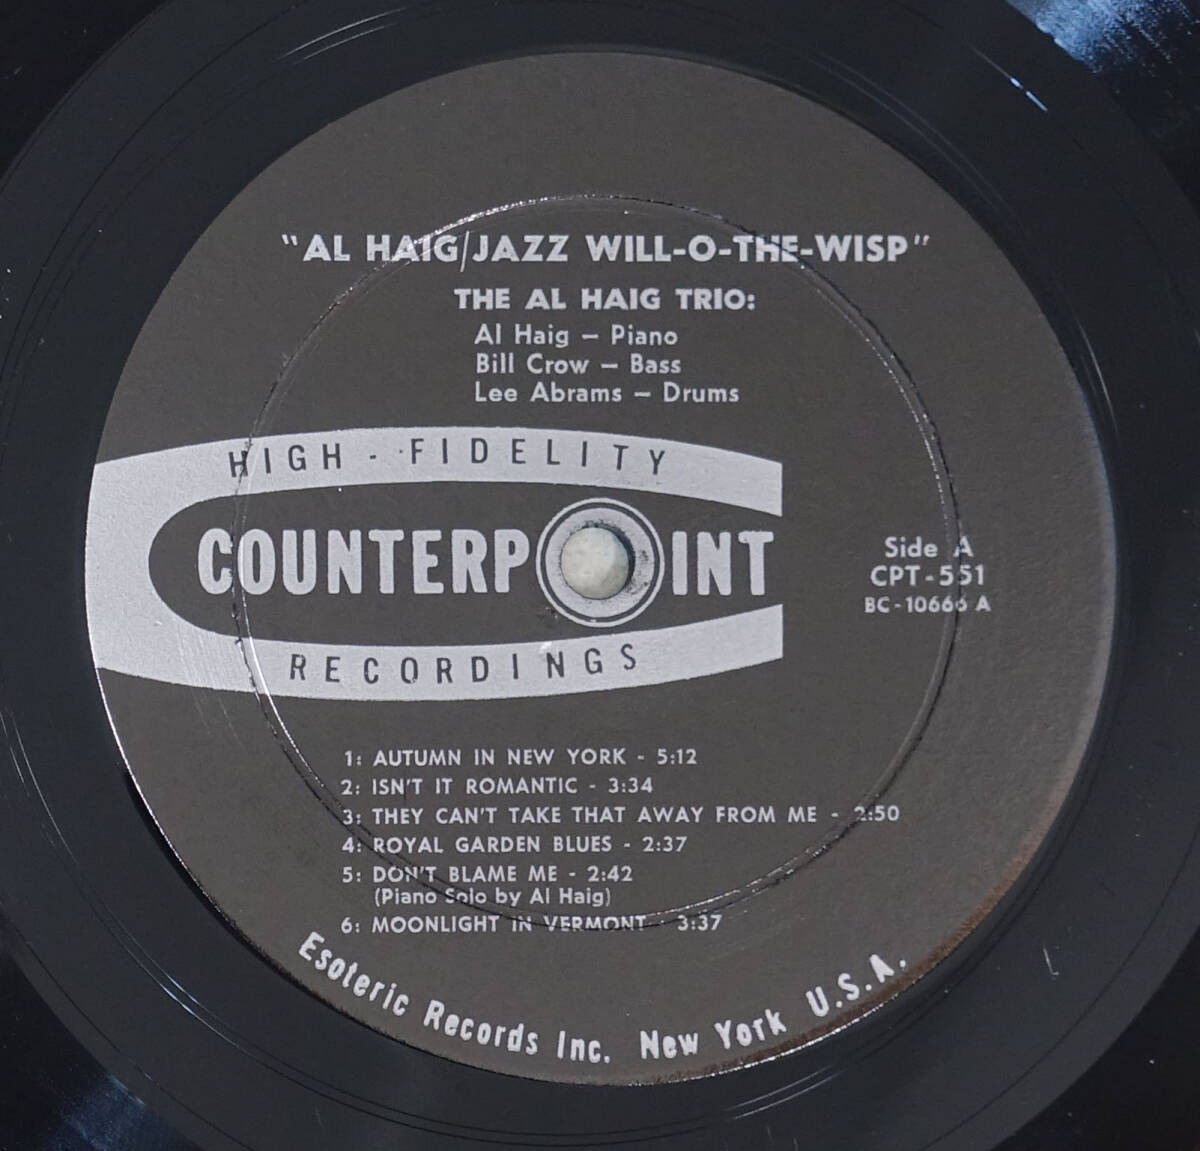 "AL HAIG/JAZZ WILL-O-THE-WISP"
THE AL HAIG TRIO:
Al Haig — Piano
Bill Crow — Bass
Lee Abrams — Drums
HIGH - FIDELITY
COUNTERPOINT
RECORDINGS
Side A
CPT-551
BC-10666 A
1: AUTUMN IN NEW YORK - 5:12
2: ISN'T IT ROMANTIC - 3:34
3: THEY CAN'T TAKE THAT AWAY FROM ME - 2:50
4: ROYAL GARDEN BLUES - 2:37
5: DON'T BLAME ME - 2:42
(Piano Solo by Al Haig)
6: MOONLIGHT IN VERMONT - 3:37
Esoteric Records Inc. New York U.S.A.